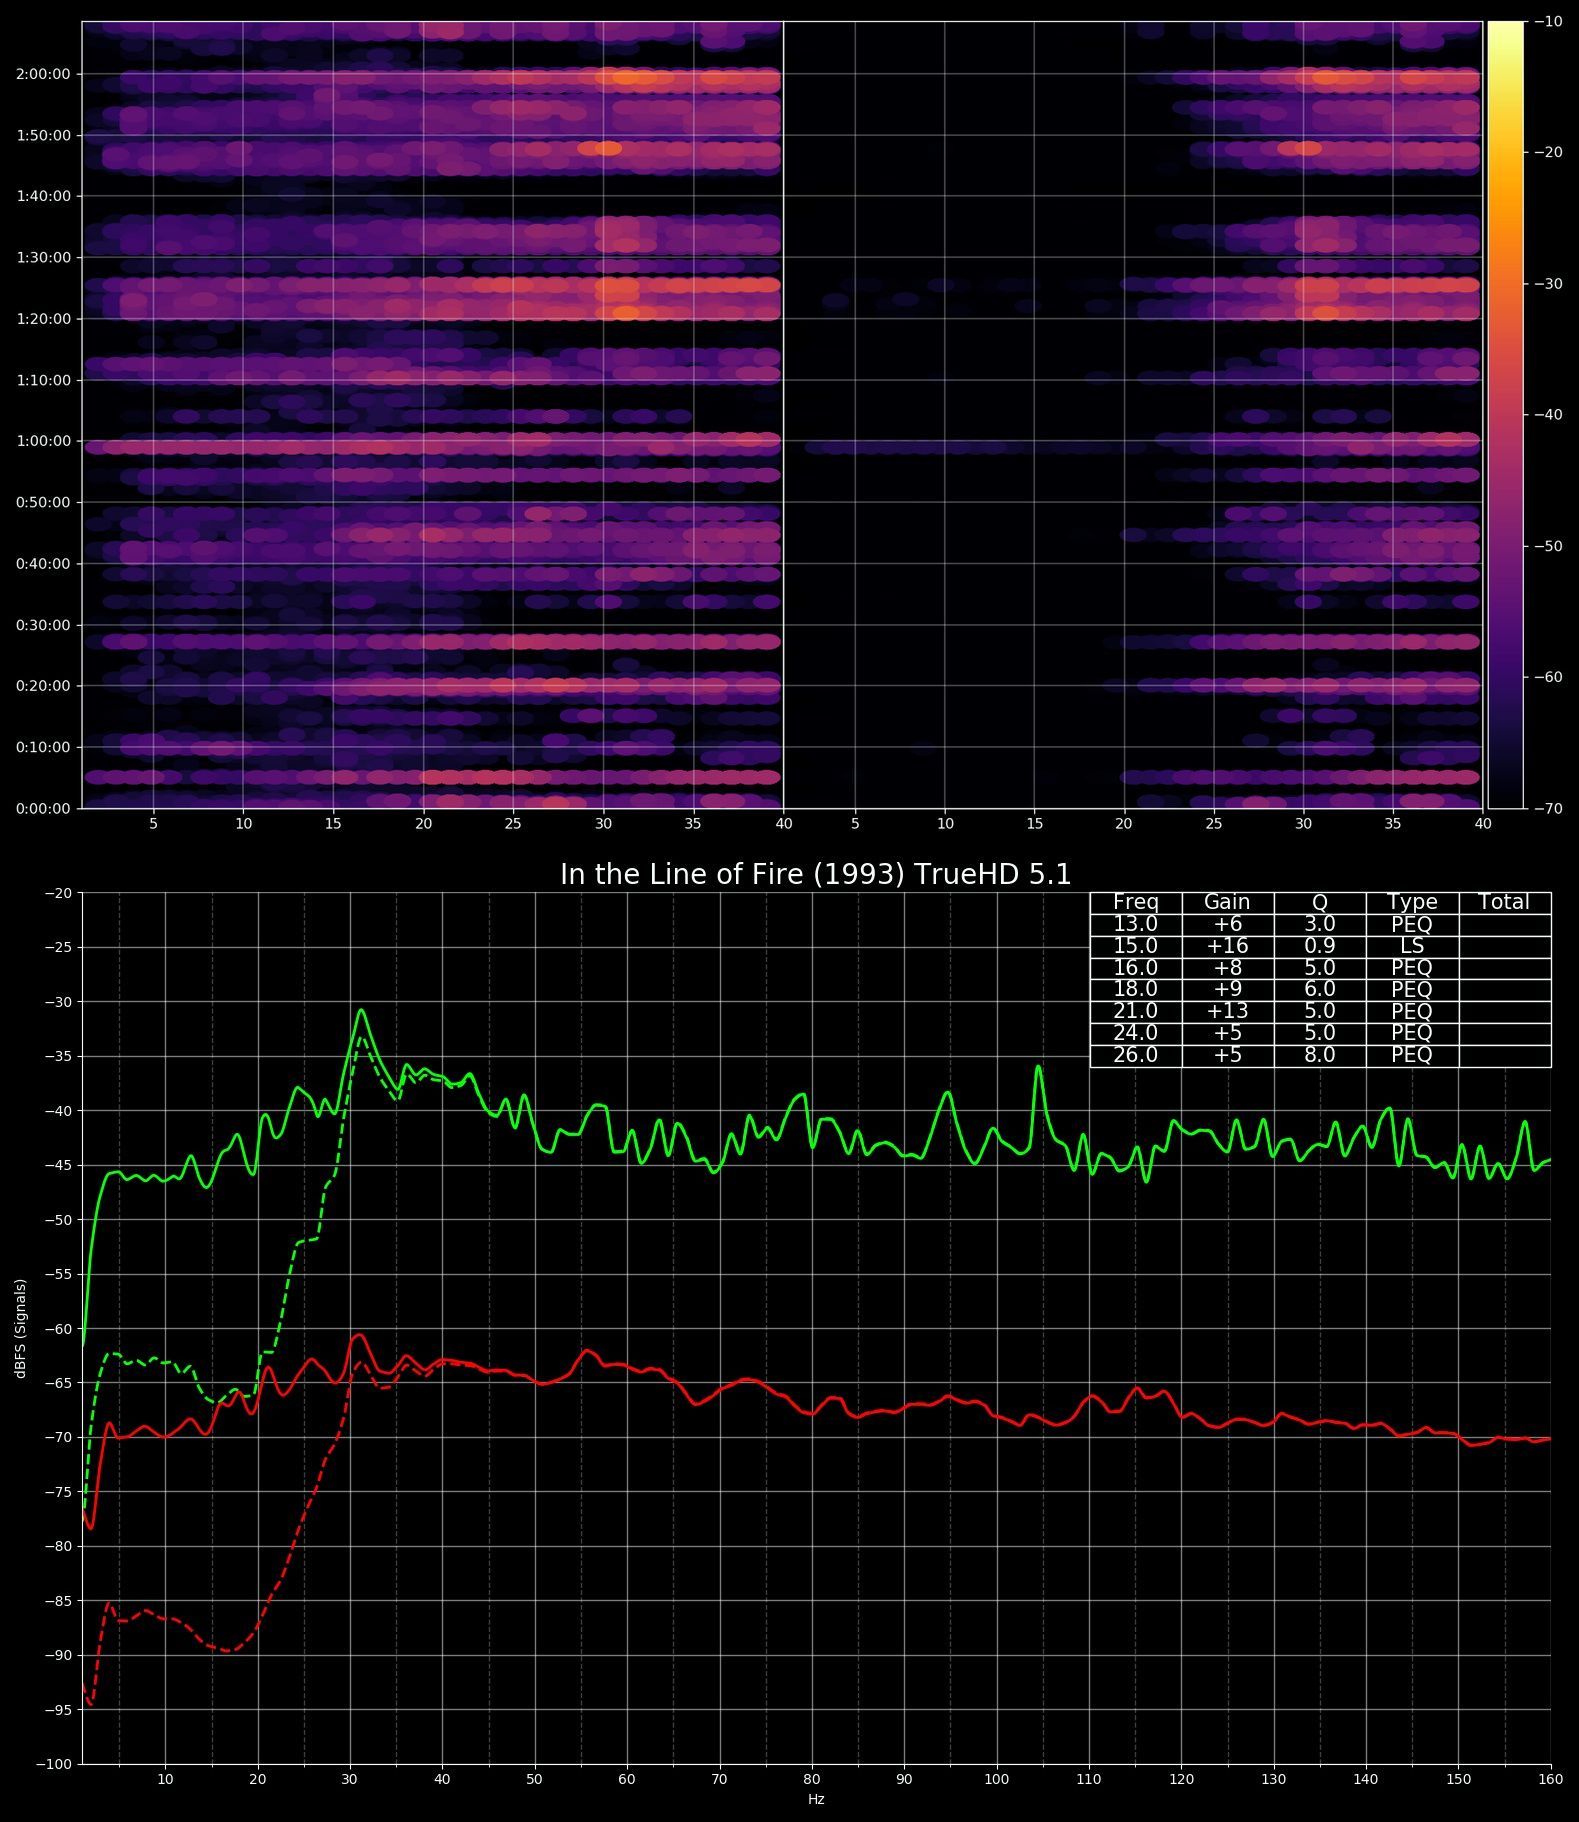 2:00:00
1:50:00
1:40:00
1:30:00
1:20:00
1:10:00
1:00:00
0:50:00
0:40:00
0:30:00
0:20:00
0:10:00
0:00:00
5 10 15 20 25 30 35 40 5 10 15 20 25 30 35 40
−10
−20
−30
−40
−50
−60
−70
In the Line of Fire (1993) TrueHD 5.1
Freq Gain Q Type Total
13.0 +6 3.0 PEQ
15.0 +16 0.9 LS
16.0 +8 5.0 PEQ
18.0 +9 6.0 PEQ
21.0 +13 5.0 PEQ
24.0 +5 5.0 PEQ
26.0 +5 8.0 PEQ
dBFS (Signals)
−20
−25
−30
−35
−40
−45
−50
−55
−60
−65
−70
−75
−80
−85
−90
−95
−100
10 20 30 40 50 60 70 80 90 100 110 120 130 140 150 160
Hz